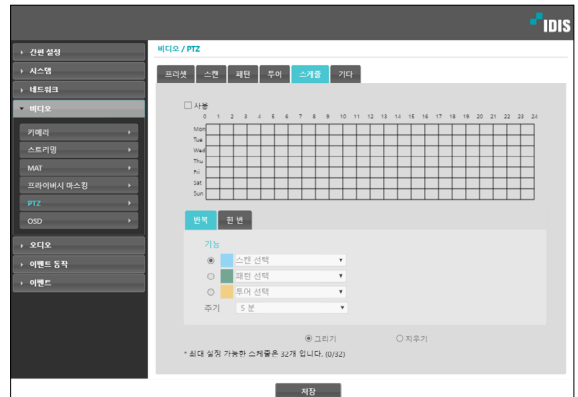 IDIS
비디오 / PTZ
간편 설정
시스템
네트워크
비디오
카메라
스트리밍
MAT
프라이버시 마스킹
PTZ
OSD
오디오
이벤트 동작
이벤트
프리셋 스캔 패턴 투어 스케줄 기타
사용
0 1 2 3 4 5 6 7 8 9 10 11 12 13 14 15 16 17 18 19 20 21 22 23 24
Mon
Tue
Wed
Thu
Fri
Sat
Sun
반복 한 번
기능
스캔 선택
패턴 선택
투어 선택
주기 5 분
그리기 지우기
* 최대 설정 가능한 스케줄은 32개 입니다. (0/32)
저장